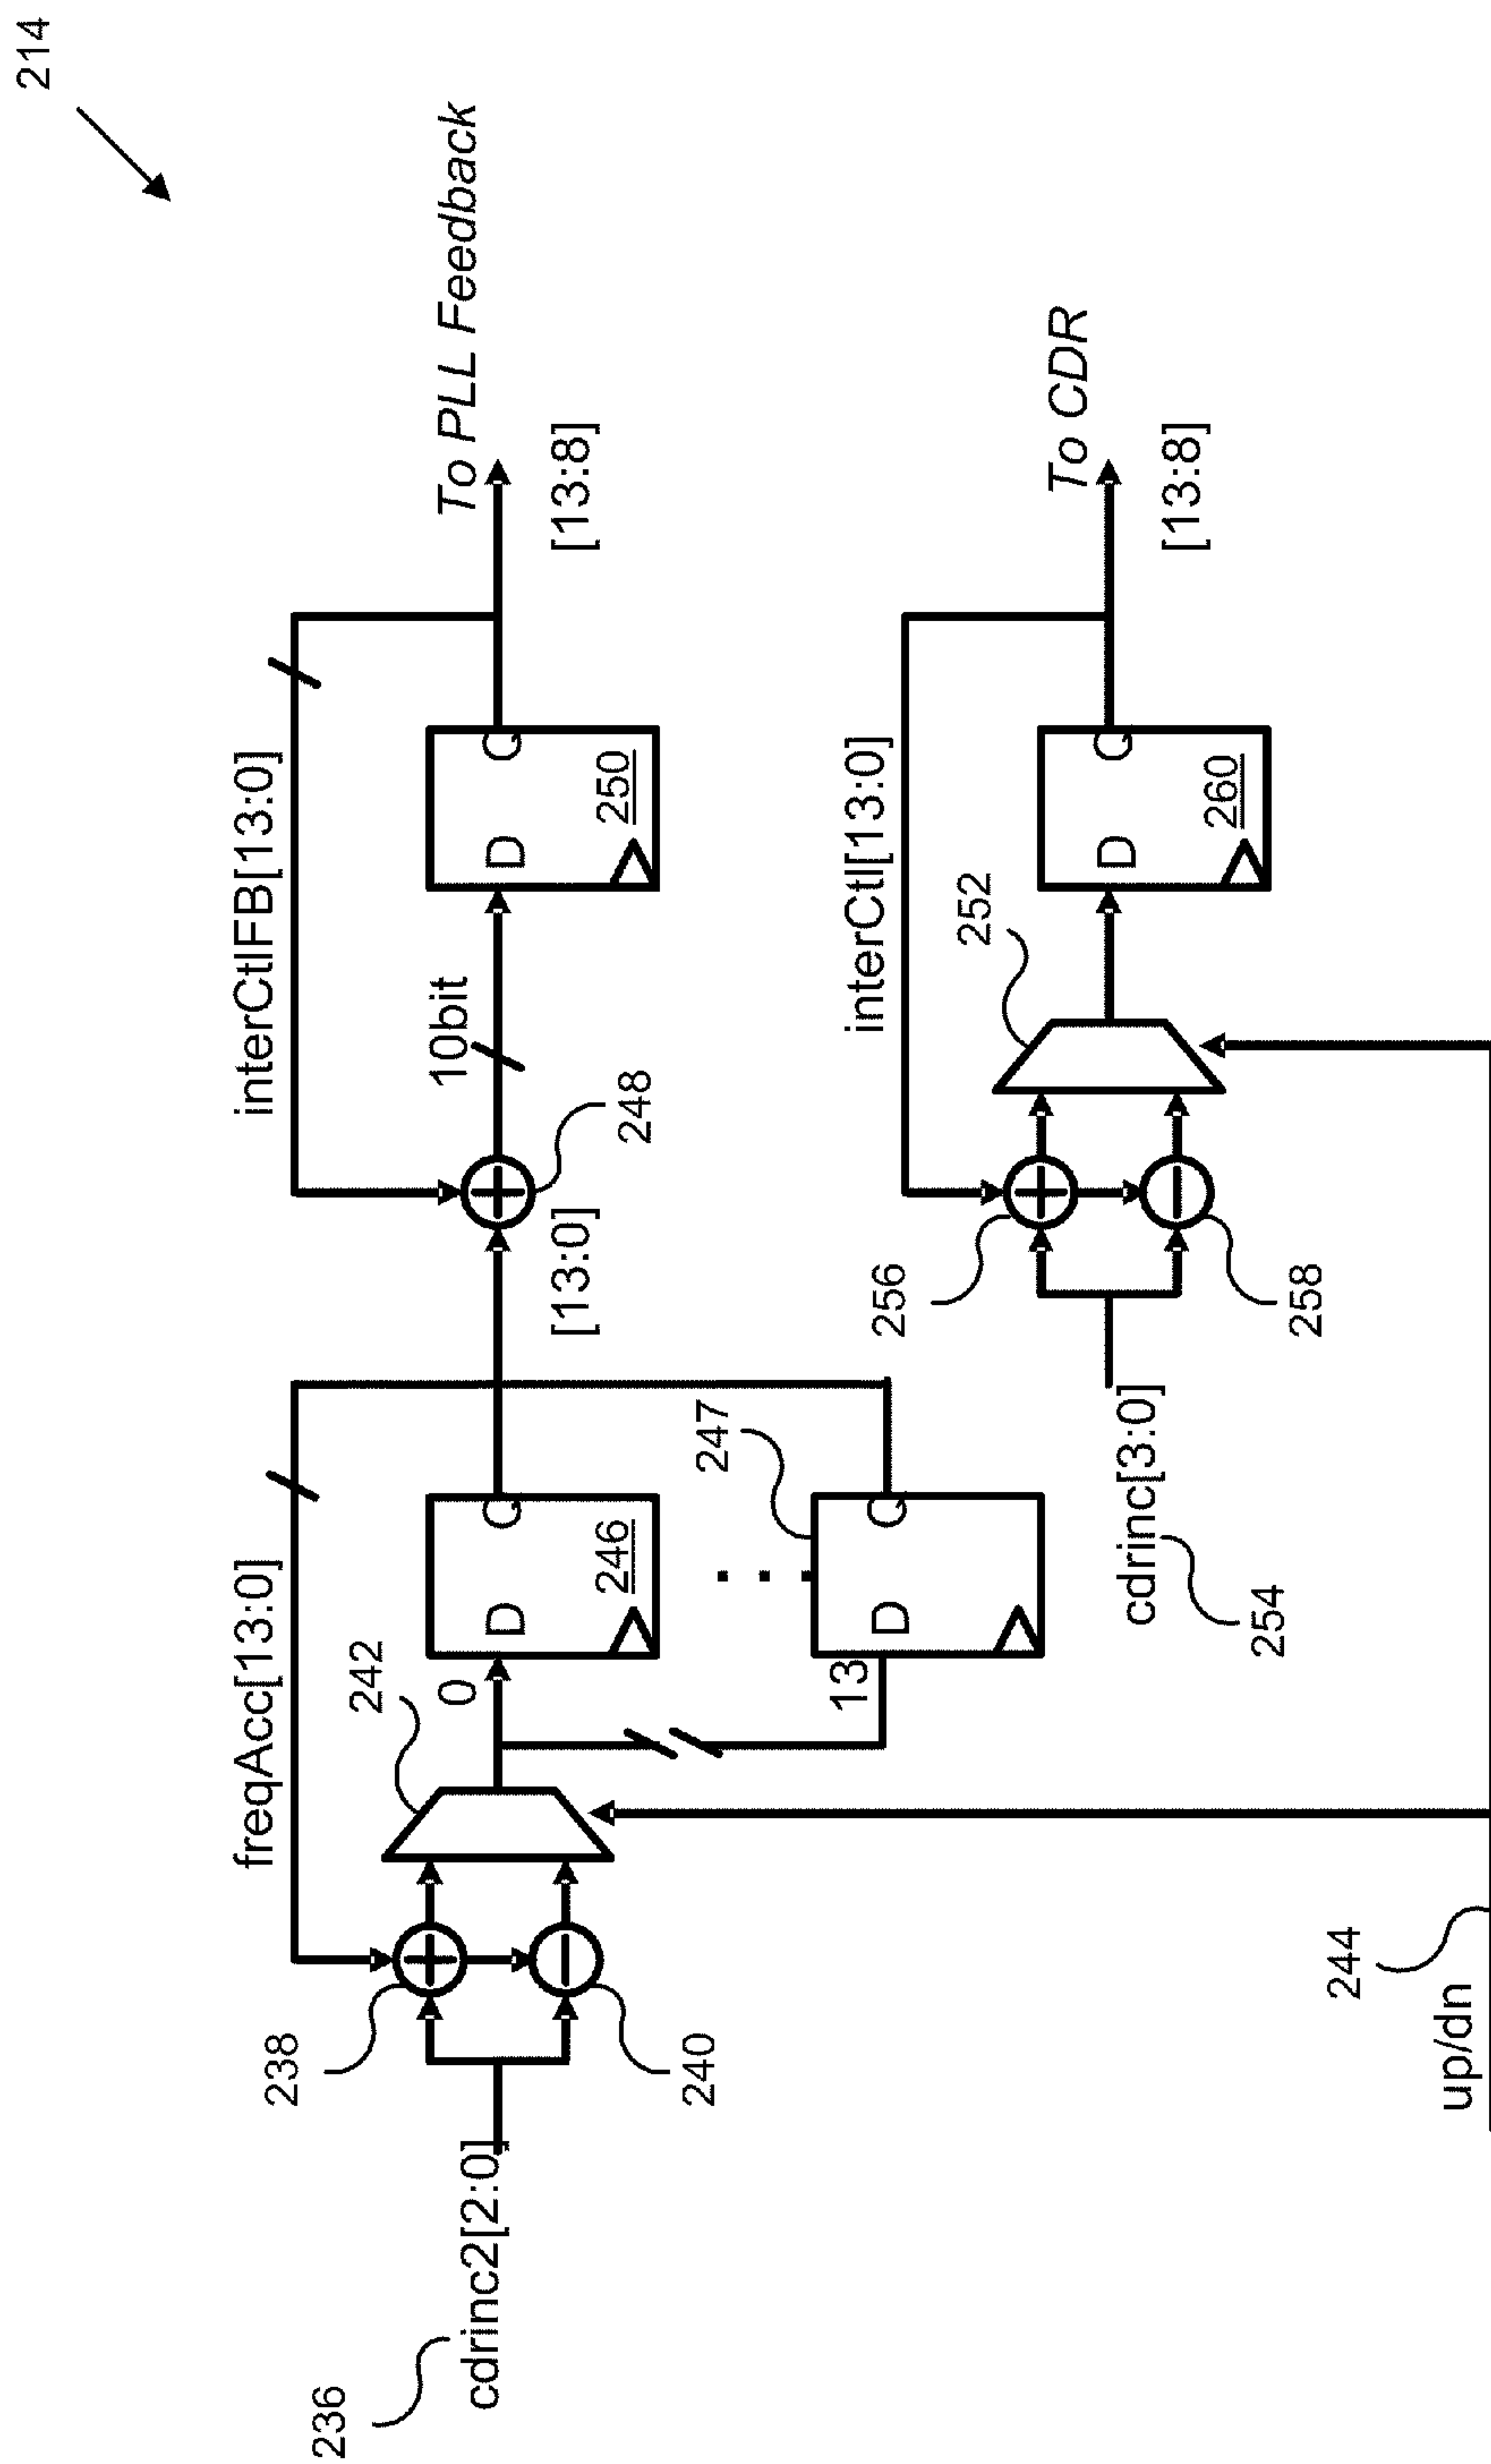 214
freqAcc[13:0]
interCtlFB[13:0]
238
242
0
10bit
To PLL Feedback
236
cdrinc2[2:0]
D
Q
246
[13:0]
248
D
Q
250
[13:8]
240
247
13
D
Q
interCtl[13:0]
256
252
To CDR
cdrinc[3:0]
254
258
D
Q
260
[13:8]
244
up/dn